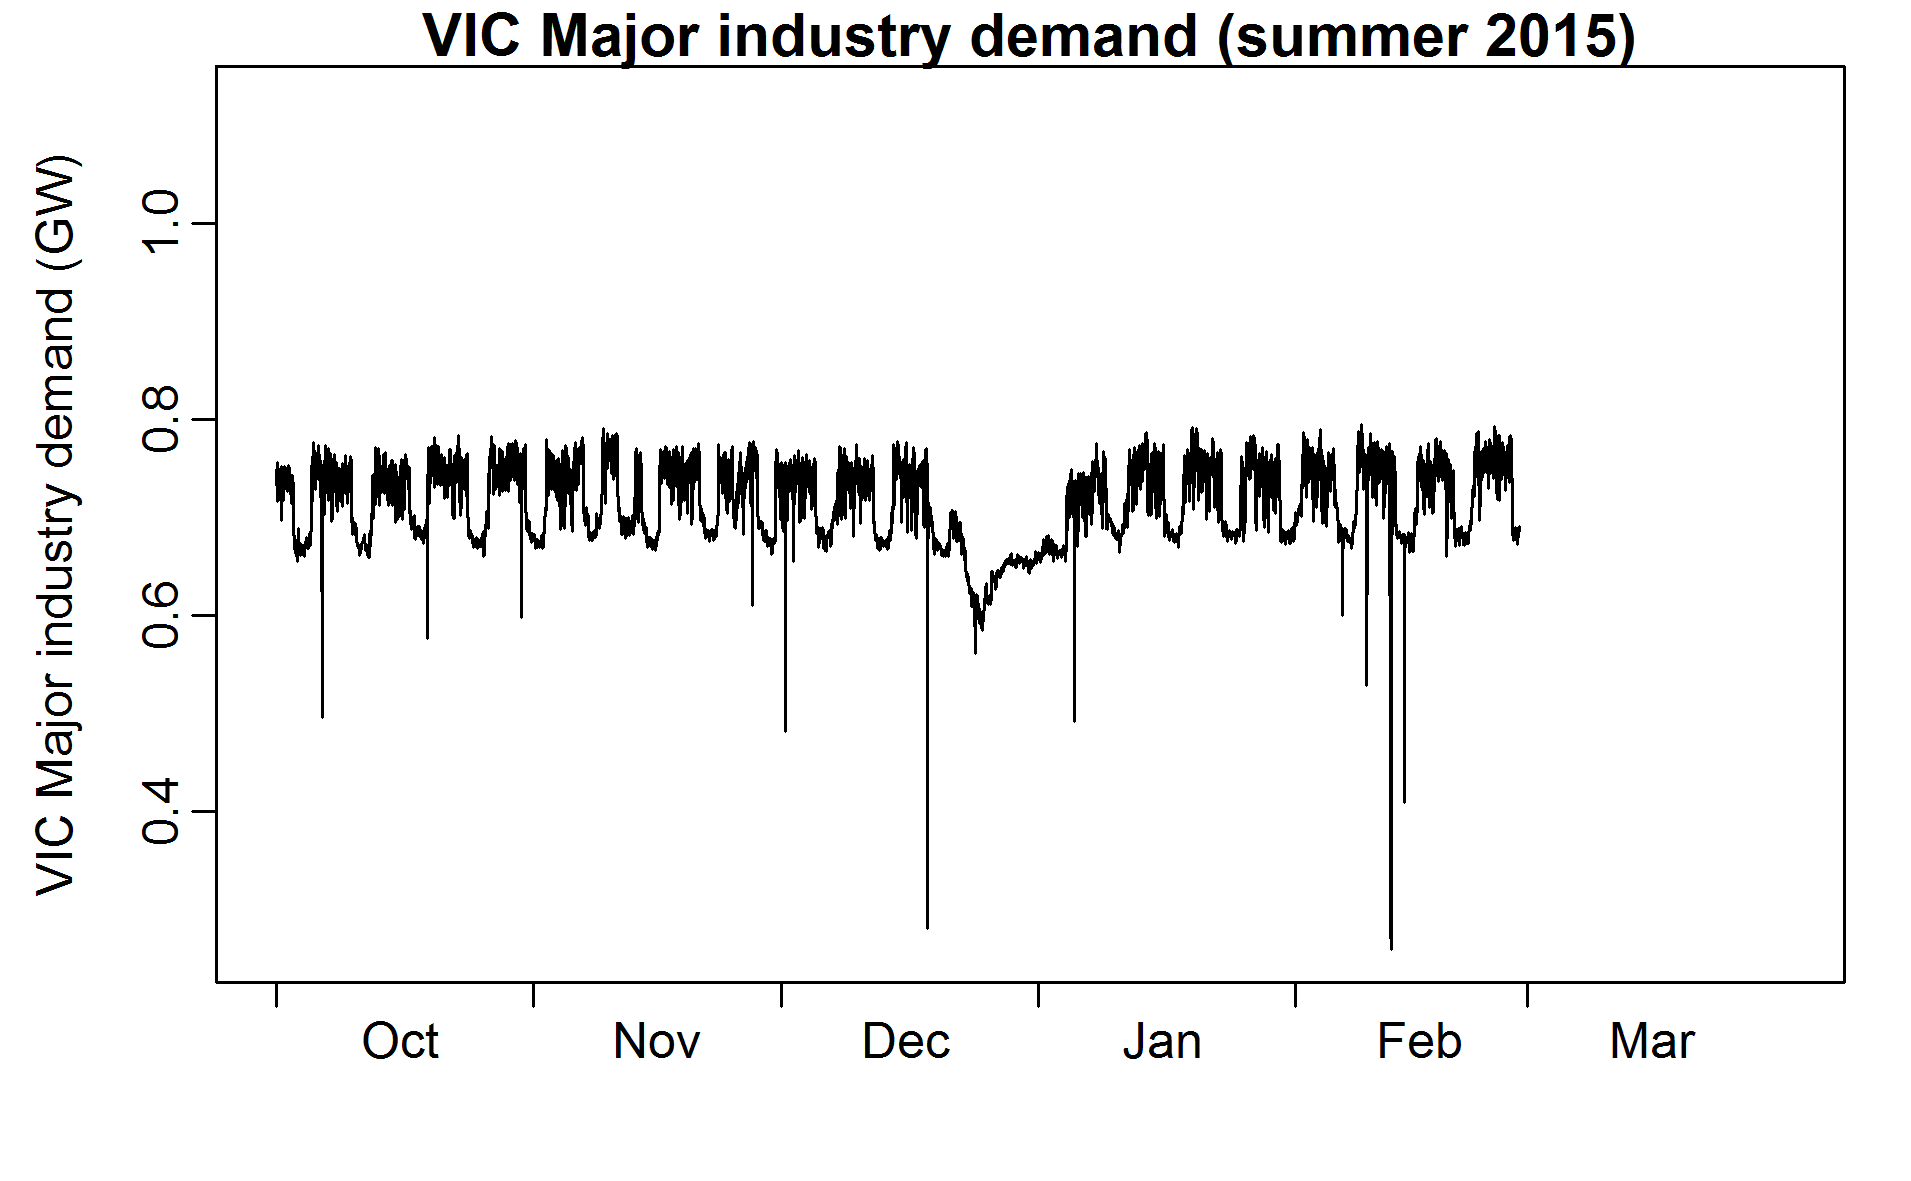 VIC Major industry demand (summer 2015)
VIC Major industry demand (GW)
1.0
0.8
0.6
0.4
Oct Nov Dec Jan Feb Mar